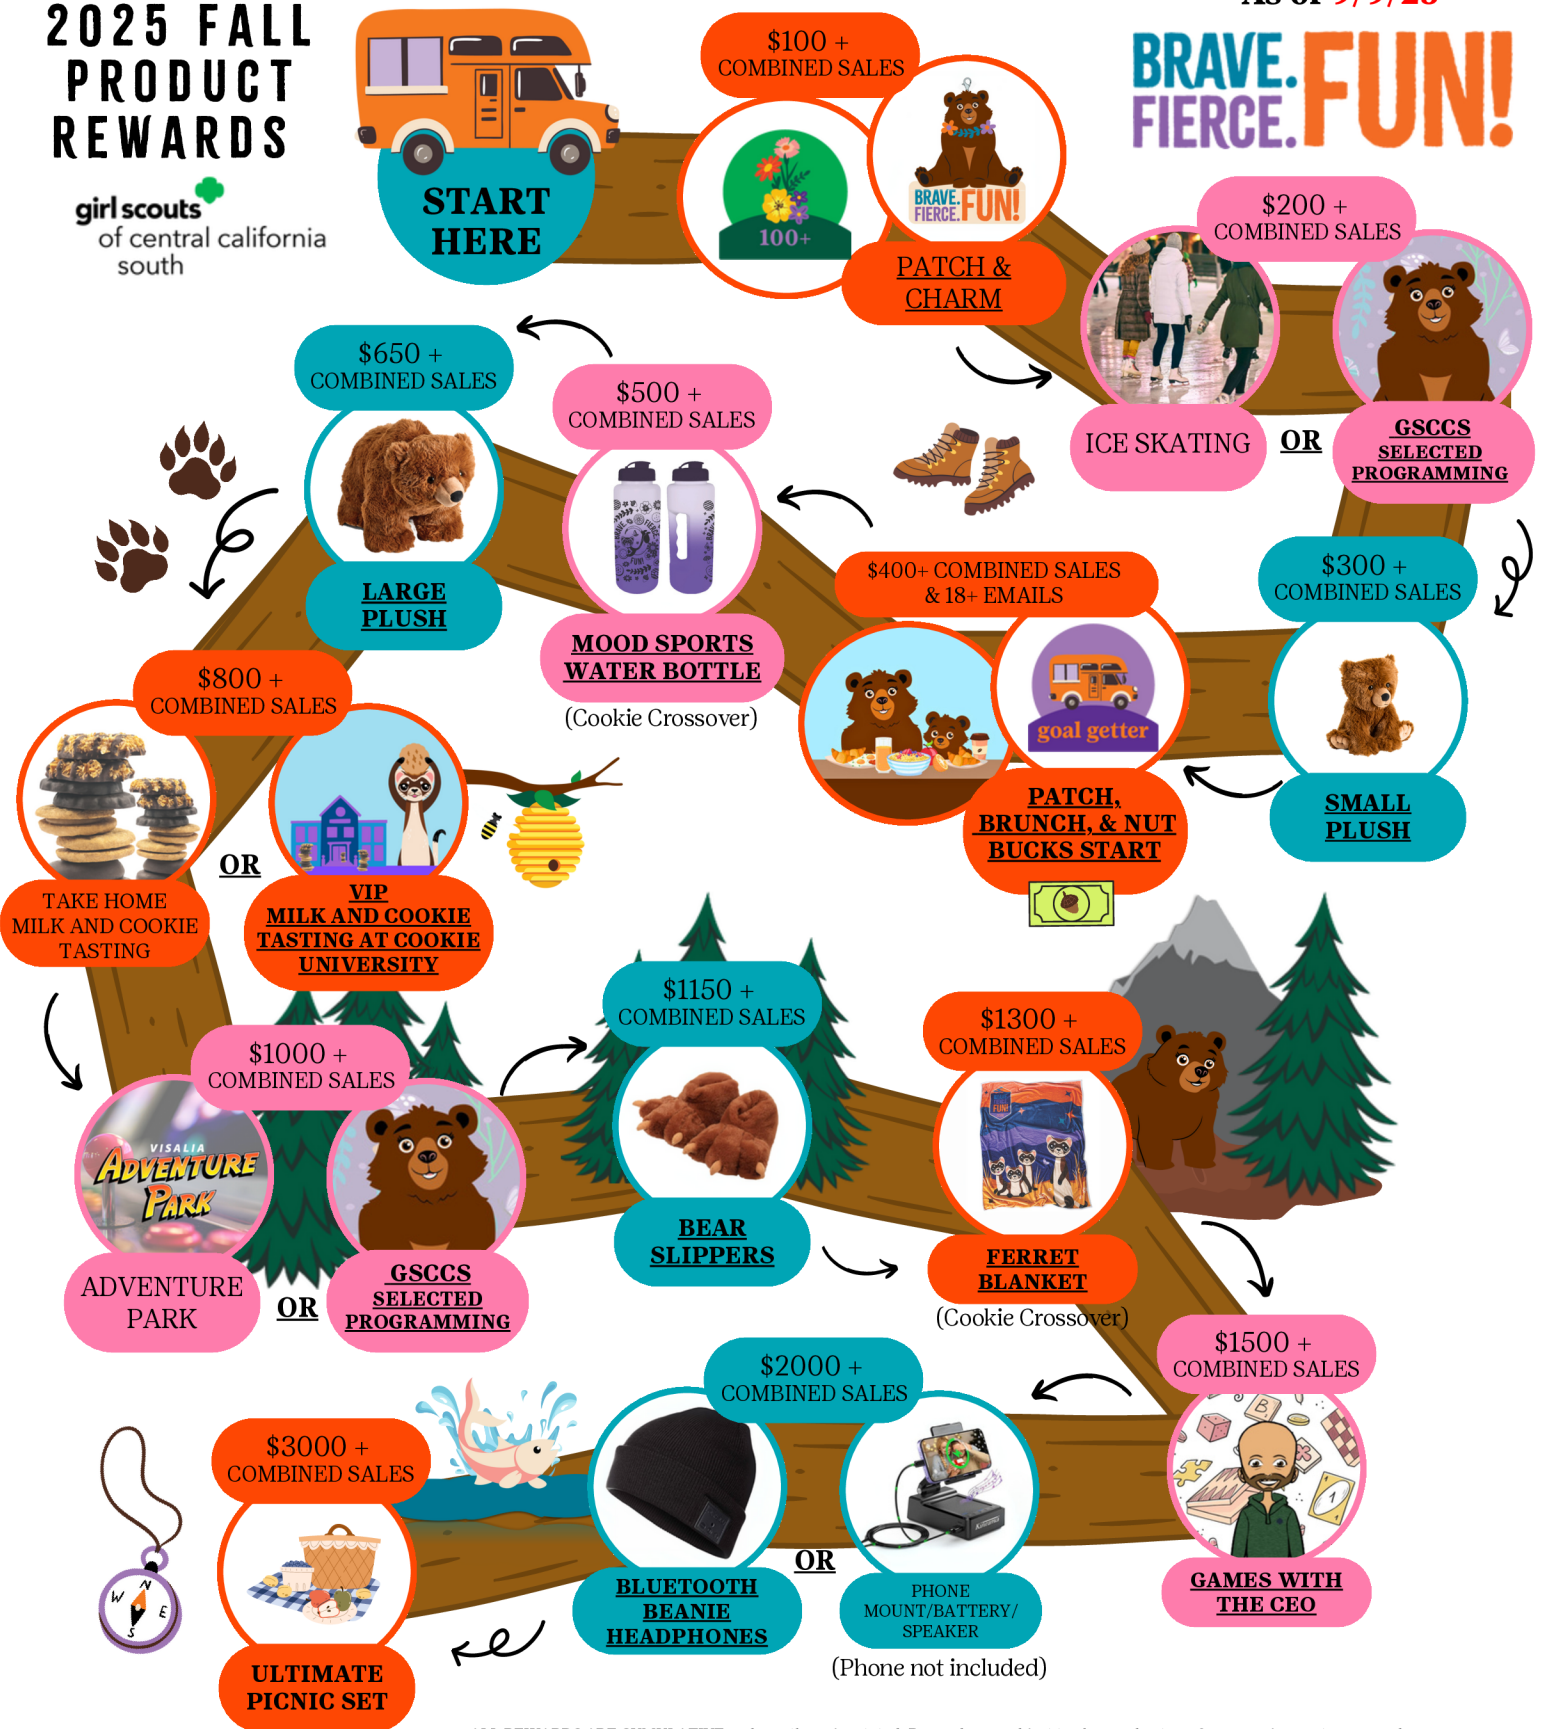 2025 FALL
PRODUCT
REWARDS
girl scouts
of central california
south
START
HERE
$100 +
COMBINED SALES
100+
BRAVE.
FIERCE. FUN!
PATCH &
CHARM
BRAVE.
FIERCE. FUN!
$200 +
COMBINED SALES
ICE SKATING
OR
GSCCS
SELECTED
PROGRAMMING
$300 +
COMBINED SALES
SMALL
PLUSH
$400+ COMBINED SALES
& 18+ EMAILS
goal getter
PATCH,
BRUNCH, & NUT
BUCKS START
$500 +
COMBINED SALES
MOOD SPORTS
WATER BOTTLE
(Cookie Crossover)
$650 +
COMBINED SALES
LARGE
PLUSH
$800 +
COMBINED SALES
TAKE HOME
MILK AND COOKIE
TASTING
OR
VIP
MILK AND COOKIE
TASTING AT COOKIE
UNIVERSITY
$1000 +
COMBINED SALES
VISALIA
ADVENTURE
PARK
ADVENTURE
PARK
OR
GSCCS
SELECTED
PROGRAMMING
$1150 +
COMBINED SALES
BEAR
SLIPPERS
$1300 +
COMBINED SALES
FUN!
FERRET
BLANKET
(Cookie Crossover)
$1500 +
COMBINED SALES
B
1
GAMES WITH
THE CEO
$2000 +
COMBINED SALES
BLUETOOTH
BEANIE
HEADPHONES
OR
PHONE
MOUNT/BATTERY/
SPEAKER
(Phone not included)
$3000 +
COMBINED SALES
ULTIMATE
PICNIC SET
N
W E
S